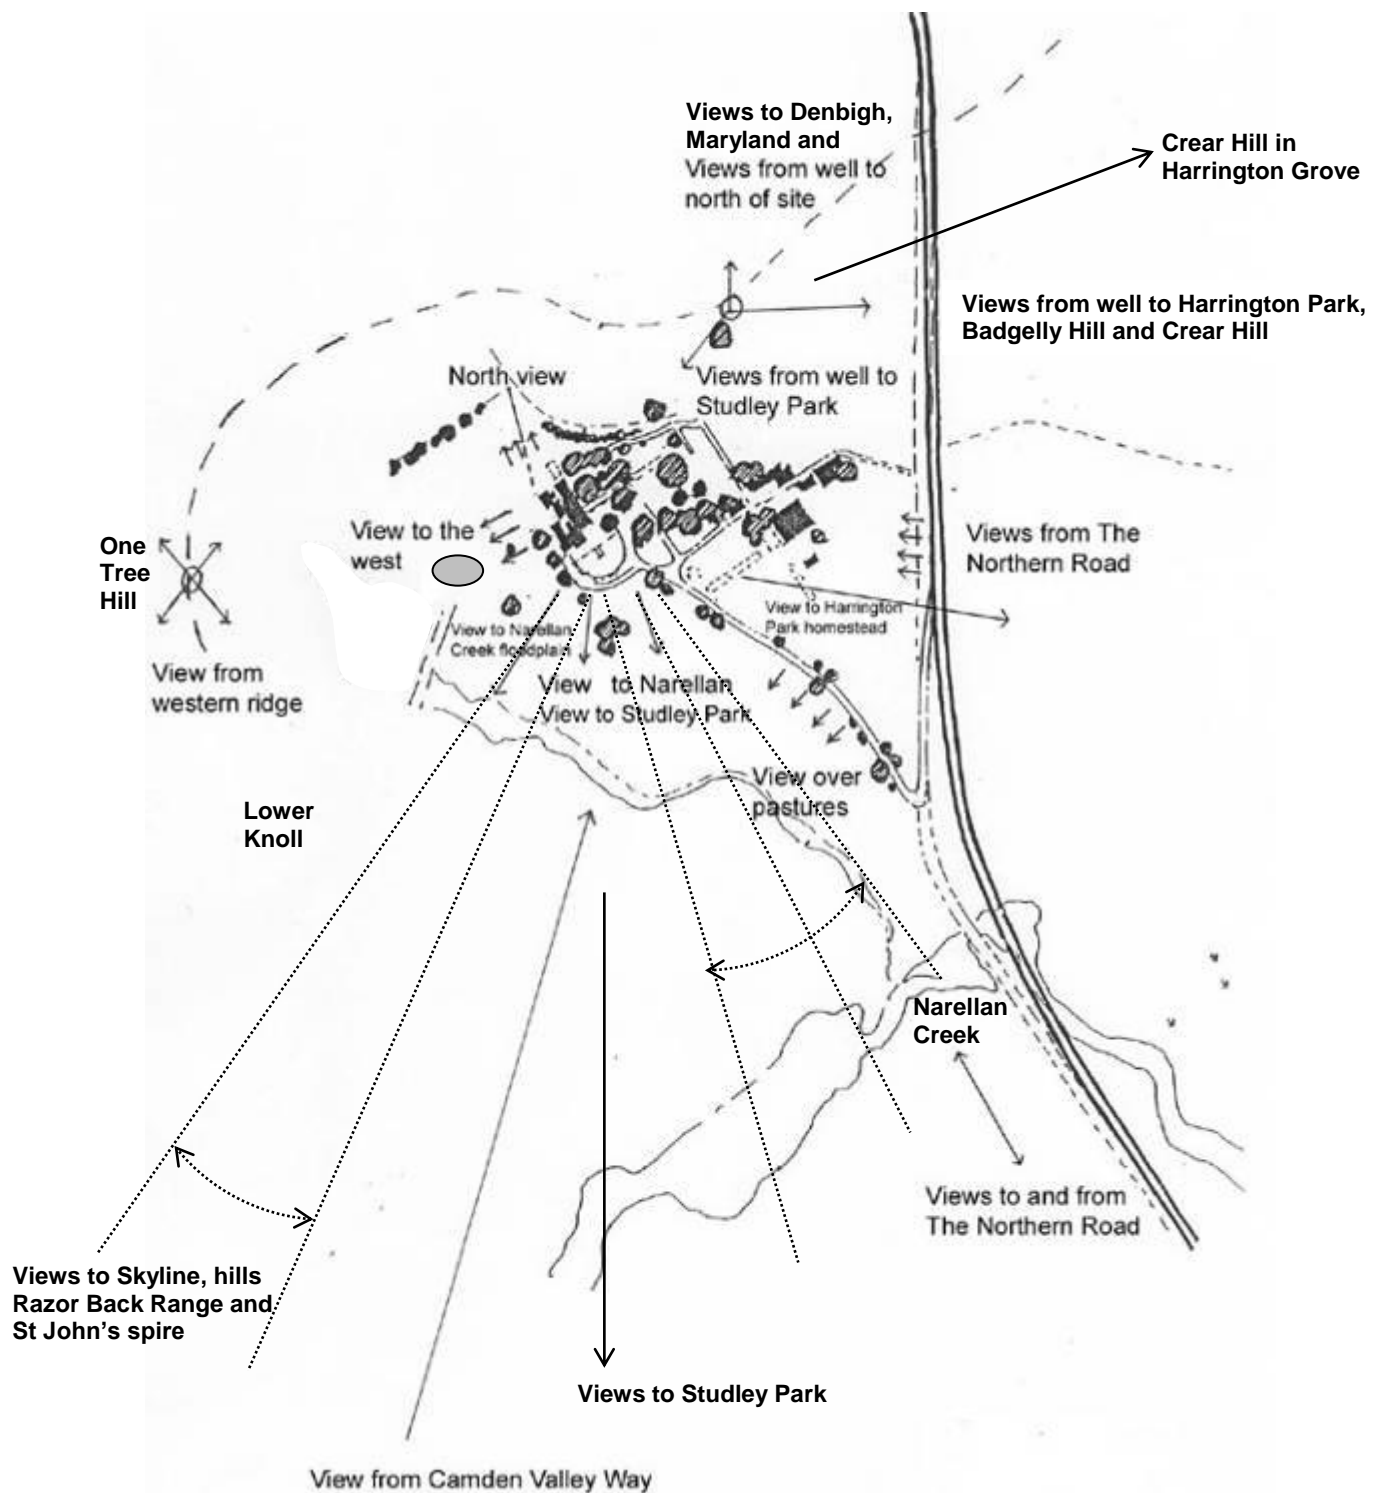 Views to Denbigh,
Maryland and
Views from well to
north of site
Crear Hill in
Harrington Grove
Views from well to Harrington Park,
Badgelly Hill and Crear Hill
North view
Views from well to
Studley Park
View to the
west
One
Tree
Hill
Views from The
Northern Road
View to Harrington
Park homestead
View to Narellan
Creek floodplain
View from
western ridge
View to Narellan
View to Studley Park
View over
pastures
Lower
Knoll
Narellan
Creek
Views to and from
The Northern Road
Views to Skyline, hills
Razor Back Range and
St John's spire
Views to Studley Park
View from Camden Valley Way